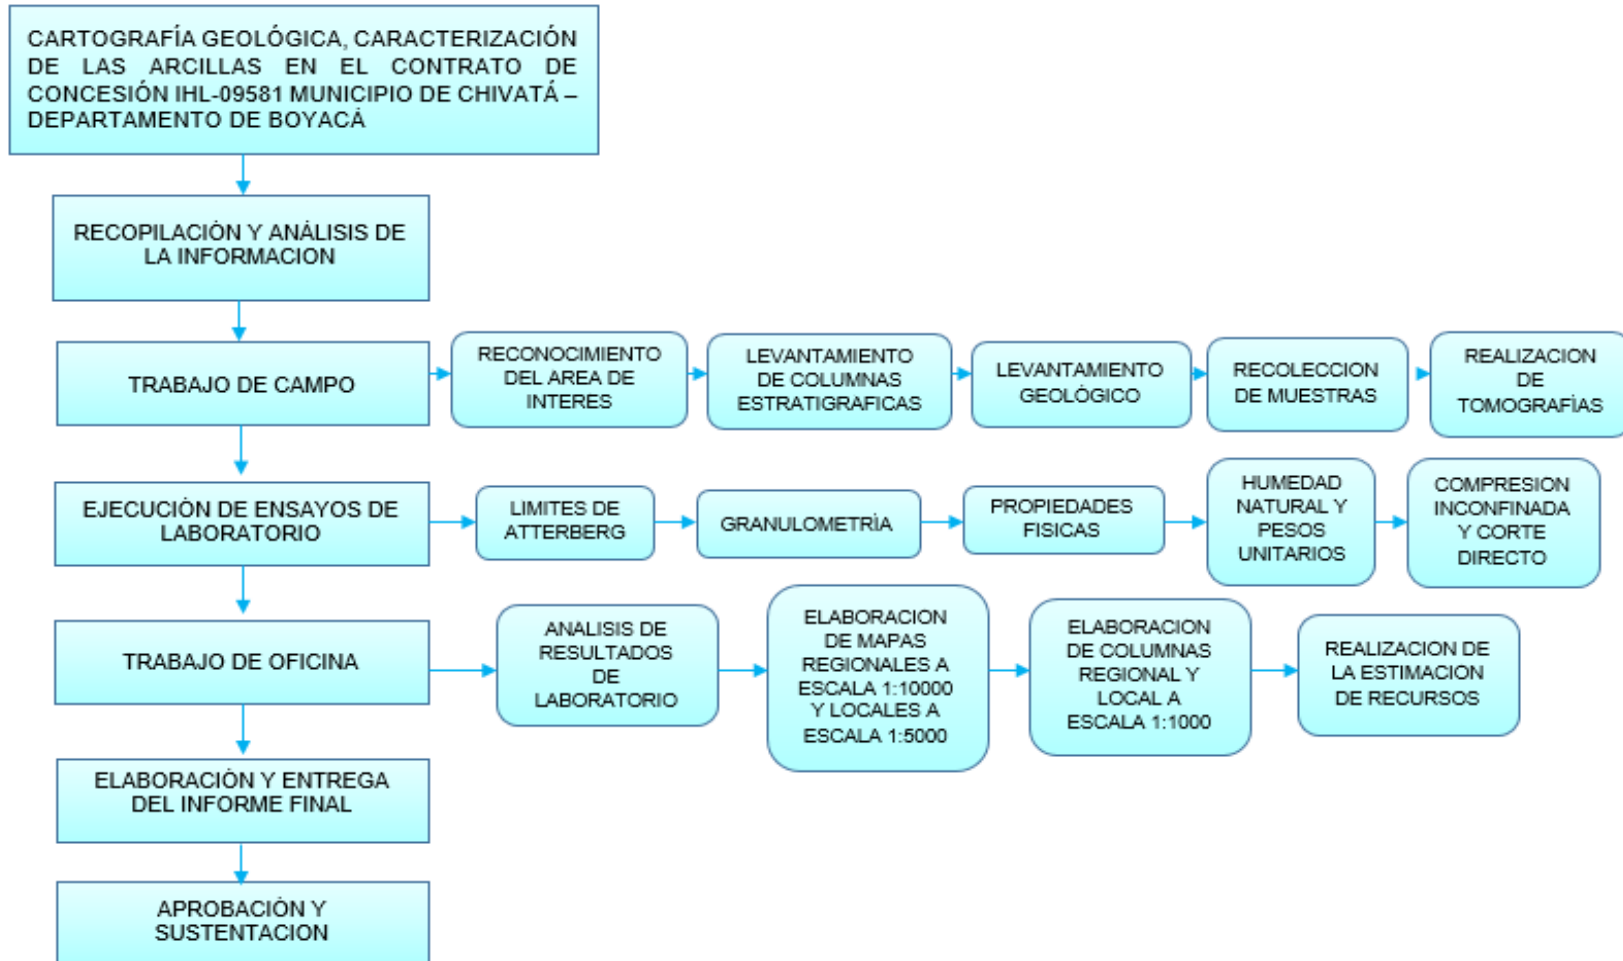 CARTOGRAFÍA GEOLÓGICA, CARACTERIZACIÓN
DE LAS ARCILLAS EN EL CONTRATO DE
CONCESIÓN IHL-09581 MUNICIPIO DE CHIVATÁ –
DEPARTAMENTO DE BOYACÁ
RECOPILACIÓN Y ANÁLISIS DE
LA INFORMACION
TRABAJO DE CAMPO
RECONOCIMIENTO
DEL AREA DE
INTERES
LEVANTAMIENTO
DE COLUMNAS
ESTRATIGRAFICAS
LEVANTAMIENTO
GEOLÓGICO
RECOLECCION
DE MUESTRAS
REALIZACION
DE
TOMOGRAFÌAS
EJECUCIÓN DE ENSAYOS DE
LABORATORIO
LIMITES DE
ATTERBERG
GRANULOMETRÌA
PROPIEDADES
FISICAS
HUMEDAD
NATURAL Y
PESOS
UNITARIOS
COMPRESION
INCONFINADA
Y CORTE
DIRECTO
TRABAJO DE OFICINA
ANALISIS DE
RESULTADOS
DE
LABORATORIO
ELABORACION
DE MAPAS
REGIONALES A
ESCALA 1:10000
Y LOCALES A
ESCALA 1:5000
ELABORACION
DE COLUMNAS
REGIONAL Y
LOCAL A
ESCALA 1:1000
REALIZACION DE
LA ESTIMACION
DE RECURSOS
ELABORACIÓN Y ENTREGA
DEL INFORME FINAL
APROBACIÓN Y
SUSTENTACION